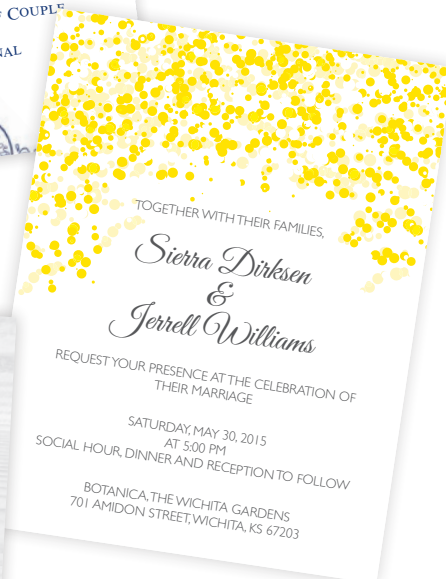 COUPLE
NAL
TOGETHER WITH THEIR FAMILIES,
Sierra Dirksen
&
Jerrell Williams
REQUEST YOUR PRESENCE AT THE CELEBRATION OF
THEIR MARRIAGE
SATURDAY, MAY 30, 2015
AT 5:00 PM
SOCIAL HOUR, DINNER AND RECEPTION TO FOLLOW
BOTANICA, THE WICHITA GARDENS
701 AMIDON STREET, WICHITA, KS 67203